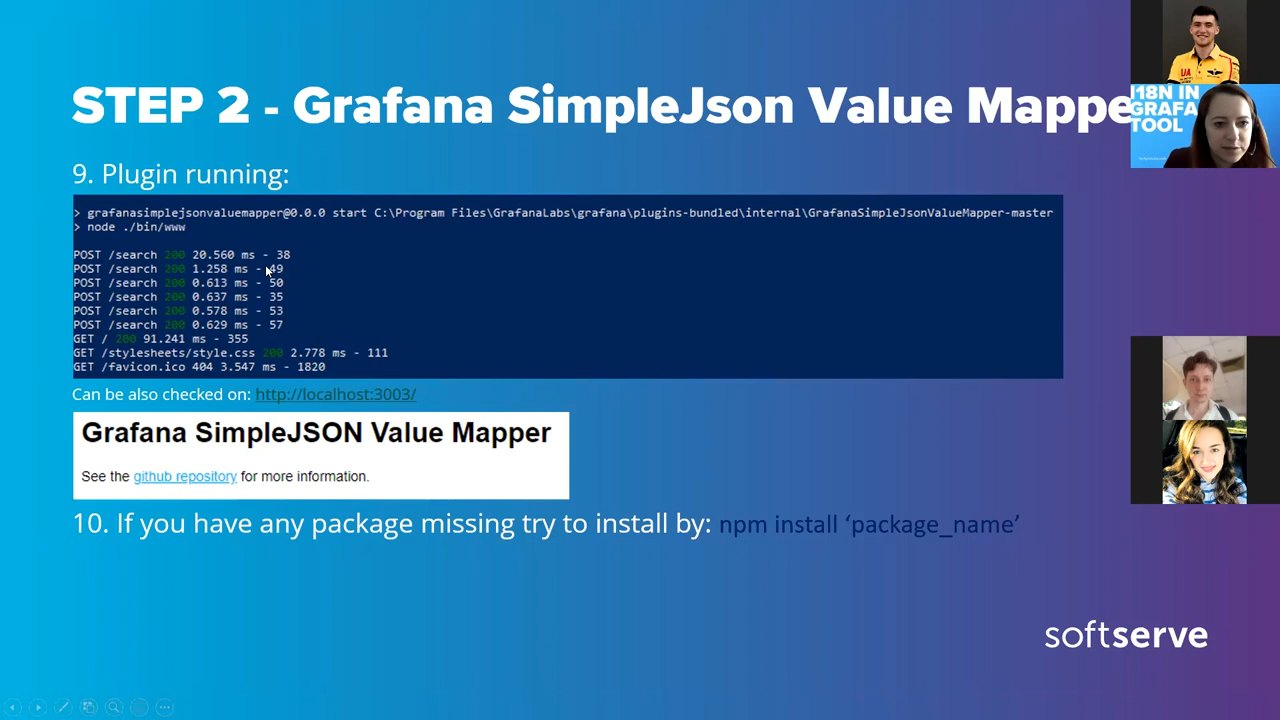 STEP 2 - Grafana SimpleJson Value Mappe
9. Plugin running:
> grafanasimplejsonvaluemapper@0.0.0 start C:\Program Files\GrafanaLabs\grafana\plugins-bundled\internal\GrafanaSimpleJsonValueMapper-master
> node ./bin/www
POST /search 200 20.560 ms - 38
POST /search 200 1.258 ms - 49
POST /search 200 0.613 ms - 50
POST /search 200 0.637 ms - 35
POST /search 200 0.578 ms - 53
POST /search 200 0.629 ms - 57
GET / 200 91.241 ms - 355
GET /stylesheets/style.css 200 2.778 ms - 111
GET /favicon.ico 404 3.547 ms - 1820
Can be also checked on: http://localhost:3003/
Grafana SimpleJSON Value Mapper
See the github repository for more information.
10. If you have any package missing try to install by: npm install ‘package_name’
softserve
UA
I18N IN
GRAFA
TOOL